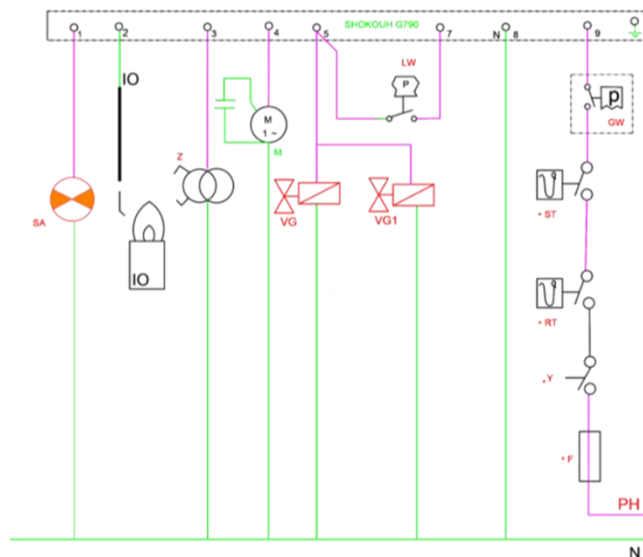 SHOKOUH G790
1 2 3 4 5 7 N 8 9
IO
LW
P
P
GW
M
1 ~
M
Z
SA
IO
VG
VG1
• ST
• RT
.Y
• F
PH
N